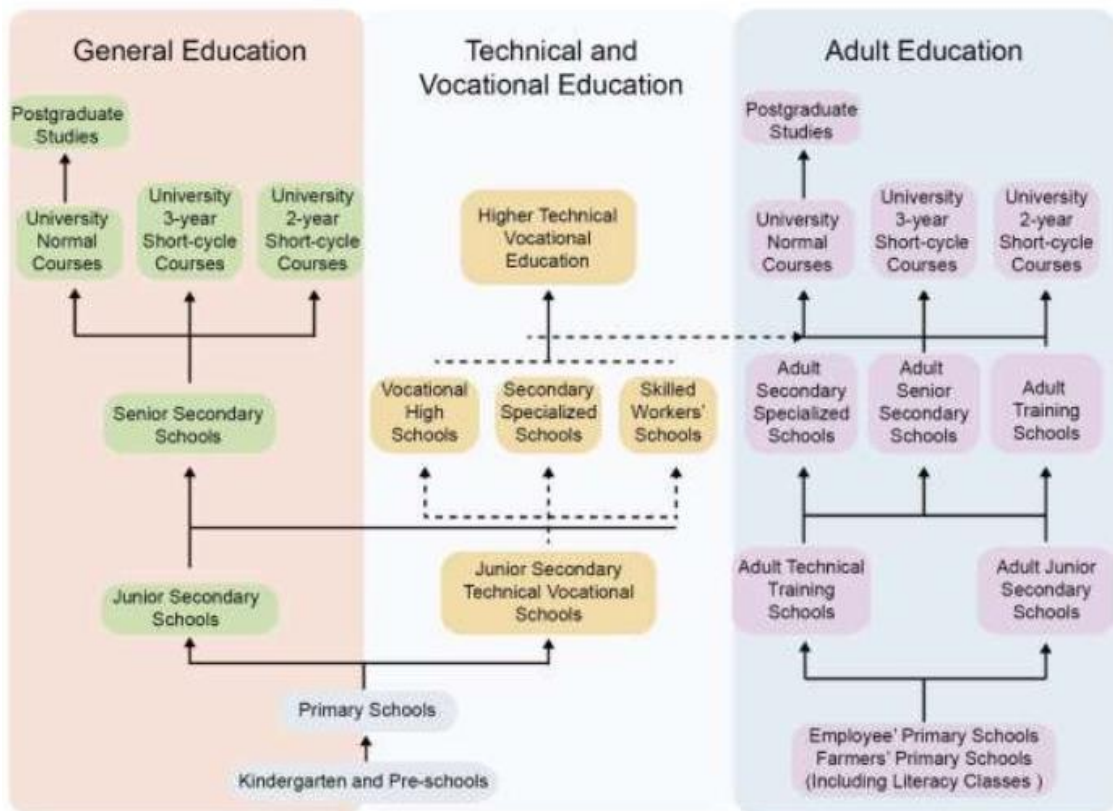 General Education
Technical and
Vocational Education
Adult Education
Postgraduate
Studies
University
Normal
Courses
University
3-year
Short-cycle
Courses
University
2-year
Short-cycle
Courses
Higher Technical
Vocational
Education
Postgraduate
Studies
University
Normal
Courses
University
3-year
Short-cycle
Courses
University
2-year
Short-cycle
Courses
Senior Secondary
Schools
Vocational
High
Schools
Secondary
Specialized
Schools
Skilled
Workers'
Schools
Adult
Secondary
Specialized
Schools
Adult
Senior
Secondary
Schools
Adult
Training
Schools
Junior Secondary
Schools
Junior Secondary
Technical Vocational
Schools
Adult Technical
Training
Schools
Adult Junior
Secondary
Schools
Primary Schools
Kindergarten and Pre-schools
Employee' Primary Schools
Farmers' Primary Schools
(Including Literacy Classes )